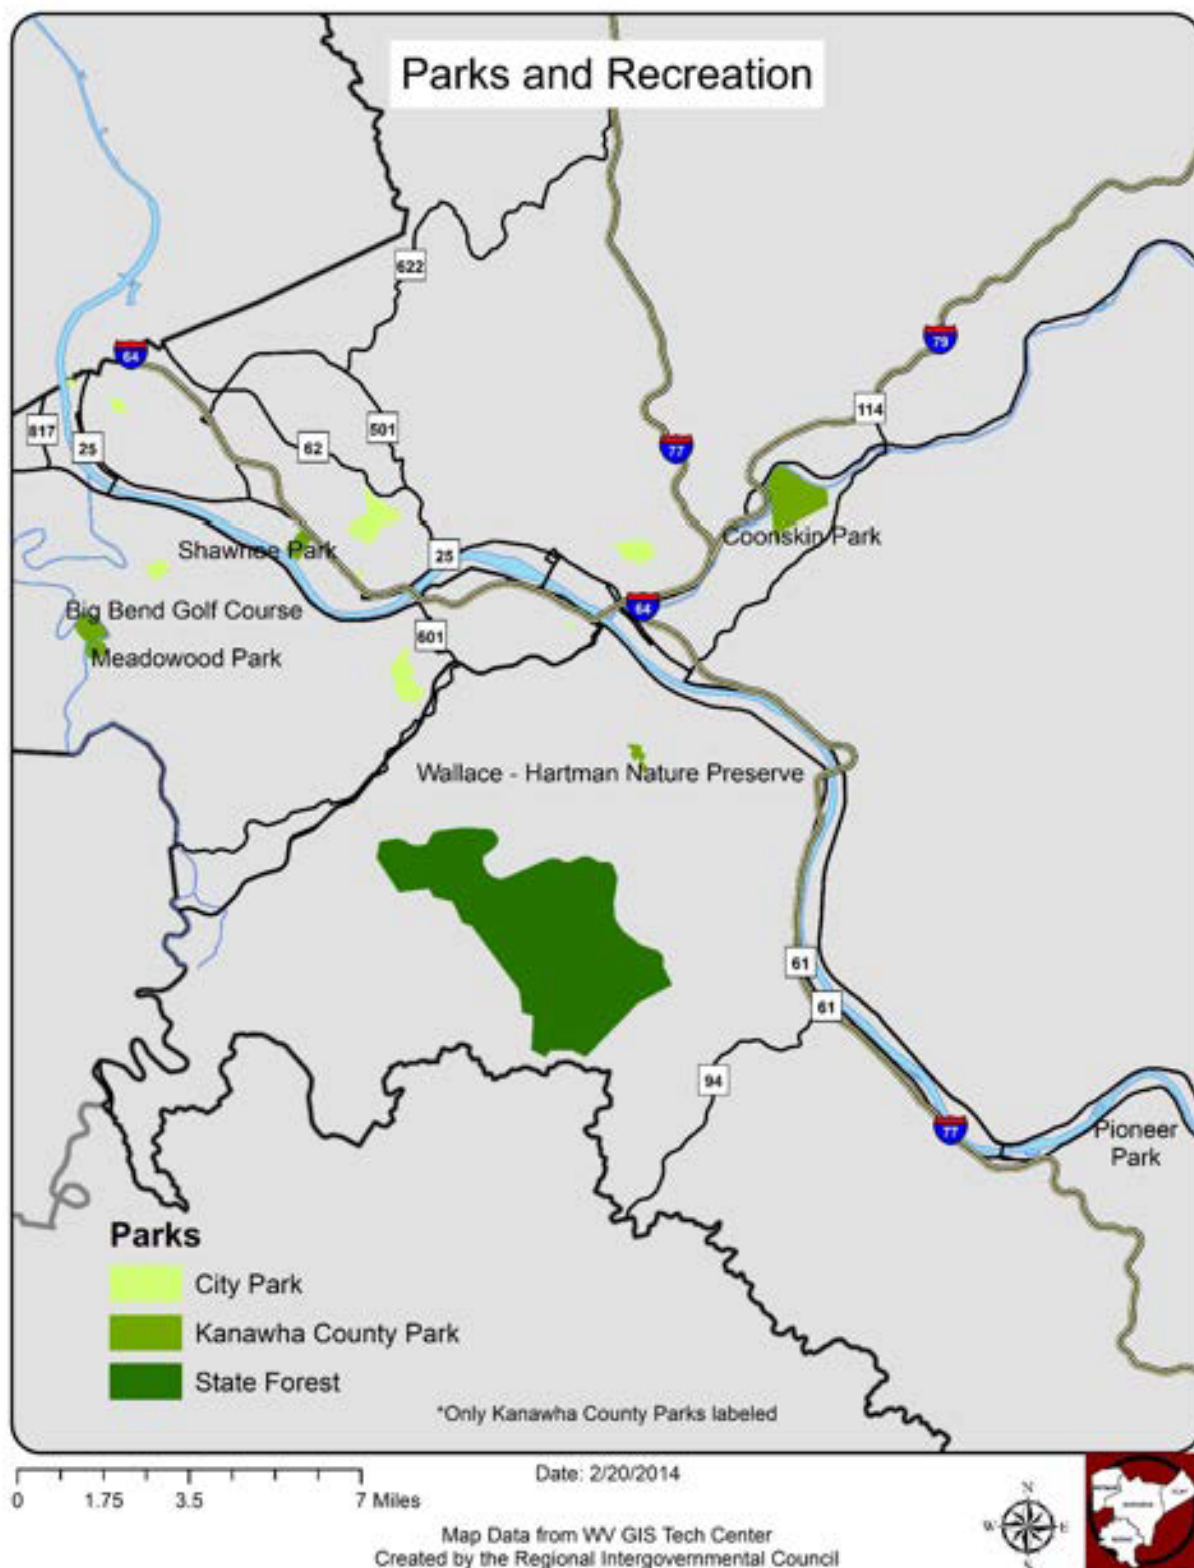 Parks and Recreation
622
64
79
114
817
25
62
501
77
Coonskin Park
Shawnee Park
25
Big Bend Golf Course
64
601
Meadowood Park
Wallace - Hartman Nature Preserve
61
61
94
77
Pioneer
Park
Parks
City Park
Kanawha County Park
State Forest
*Only Kanawha County Parks labeled
0 1.75 3.5 7 Miles
Date: 2/20/2014
N
W E
S
Map Data from WV GIS Tech Center
Created by the Regional Intergovernmental Council